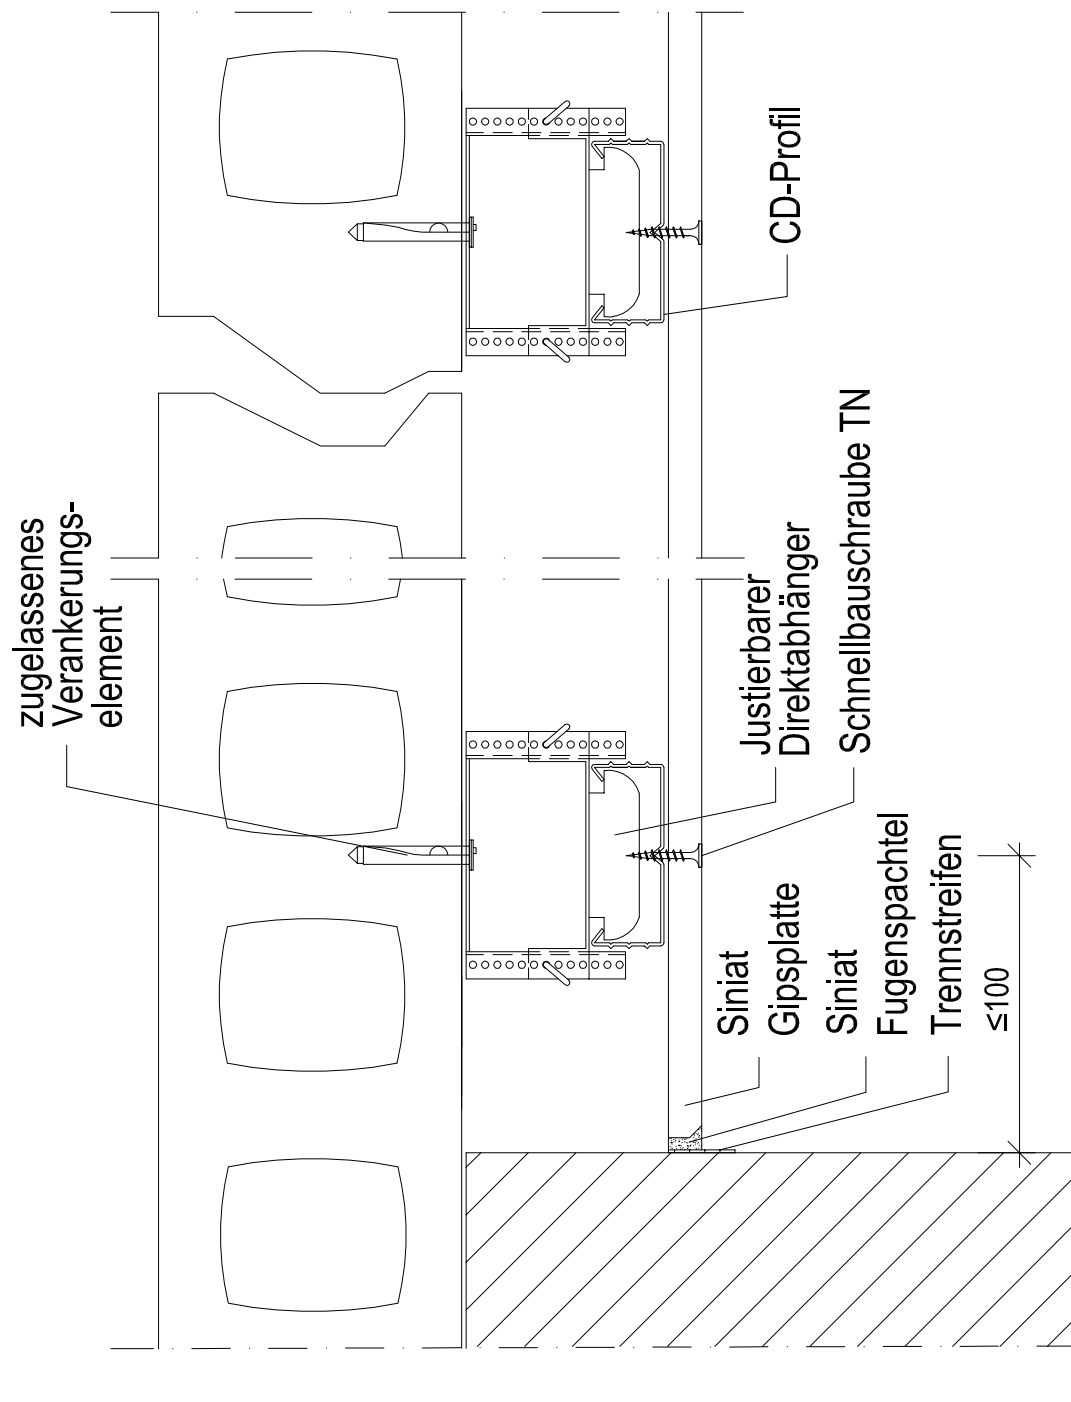 zugelassenes
Verankerungs-
element
CD-Profil
Justierbarer
Direktabhänger
Schnellbauschraube TN
Siniat
Gipsplatte
Siniat
Fugenspachtel
Trennstreifen
≤100